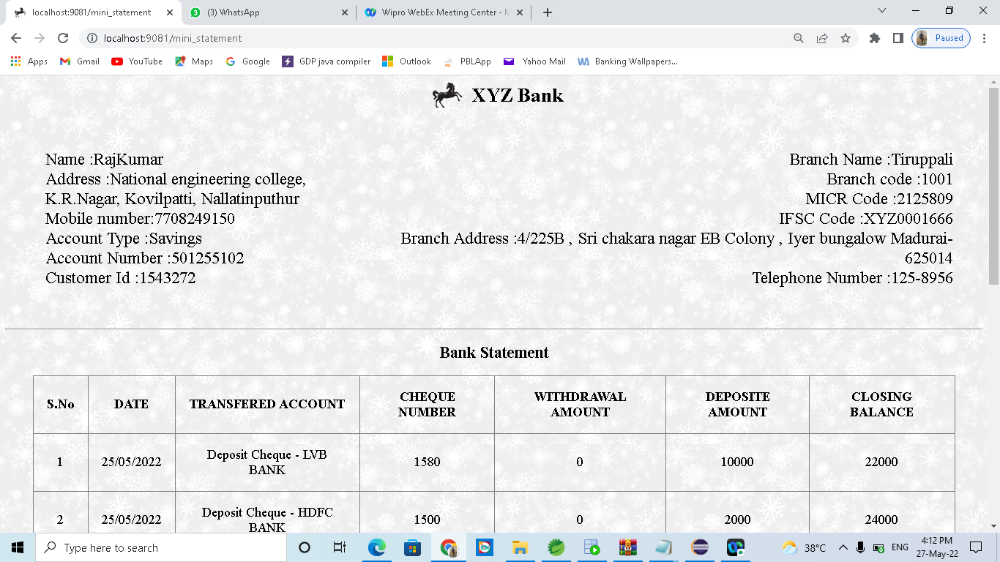 localhost:9081/mini_statement
(3) WhatsApp
Wipro WebEx Meeting Center -
localhost:9081/mini_statement
Paused
Apps
Gmail
YouTube
Maps
Google
GDP java compiler
Outlook
PBLApp
Yahoo Mail
Banking Wallpapers...
XYZ Bank
Name :RajKumar
Address :National engineering college,
K.R.Nagar, Kovilpatti, Nallatinputhur
Mobile number:7708249150
Account Type :Savings
Account Number :501255102
Customer Id :1543272
Branch Name :Tiruppali
Branch code :1001
MICR Code :2125809
IFSC Code :XYZ0001666
Branch Address :4/225B , Sri chakara nagar EB Colony , Iyer bungalow Madurai-
625014
Telephone Number :125-8956
Bank Statement
S.No DATE TRANSFERED ACCOUNT CHEQUE NUMBER WITHDRAWAL AMOUNT DEPOSITE AMOUNT CLOSING BALANCE
1 25/05/2022 Deposit Cheque - LVB BANK 1580 0 10000 22000
2 25/05/2022 Deposit Cheque - HDFC BANK 1500 0 2000 24000
Type here to search
38°C
ENG
4:12 PM
27-May-22